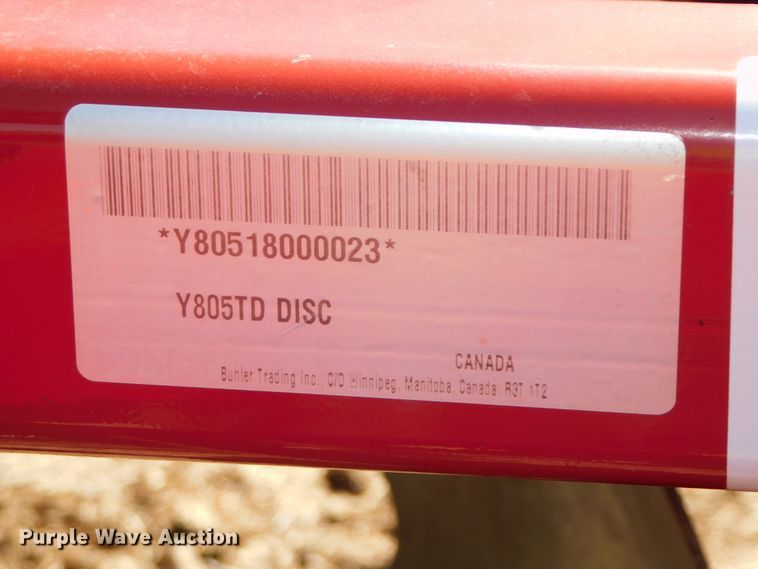 *Y80518000023*
Y805TD DISC
CANADA
Buhler Trading Inc., C/O Winnipeg, Manitoba, Canada, R3T 1T2
Purple Wave Auction